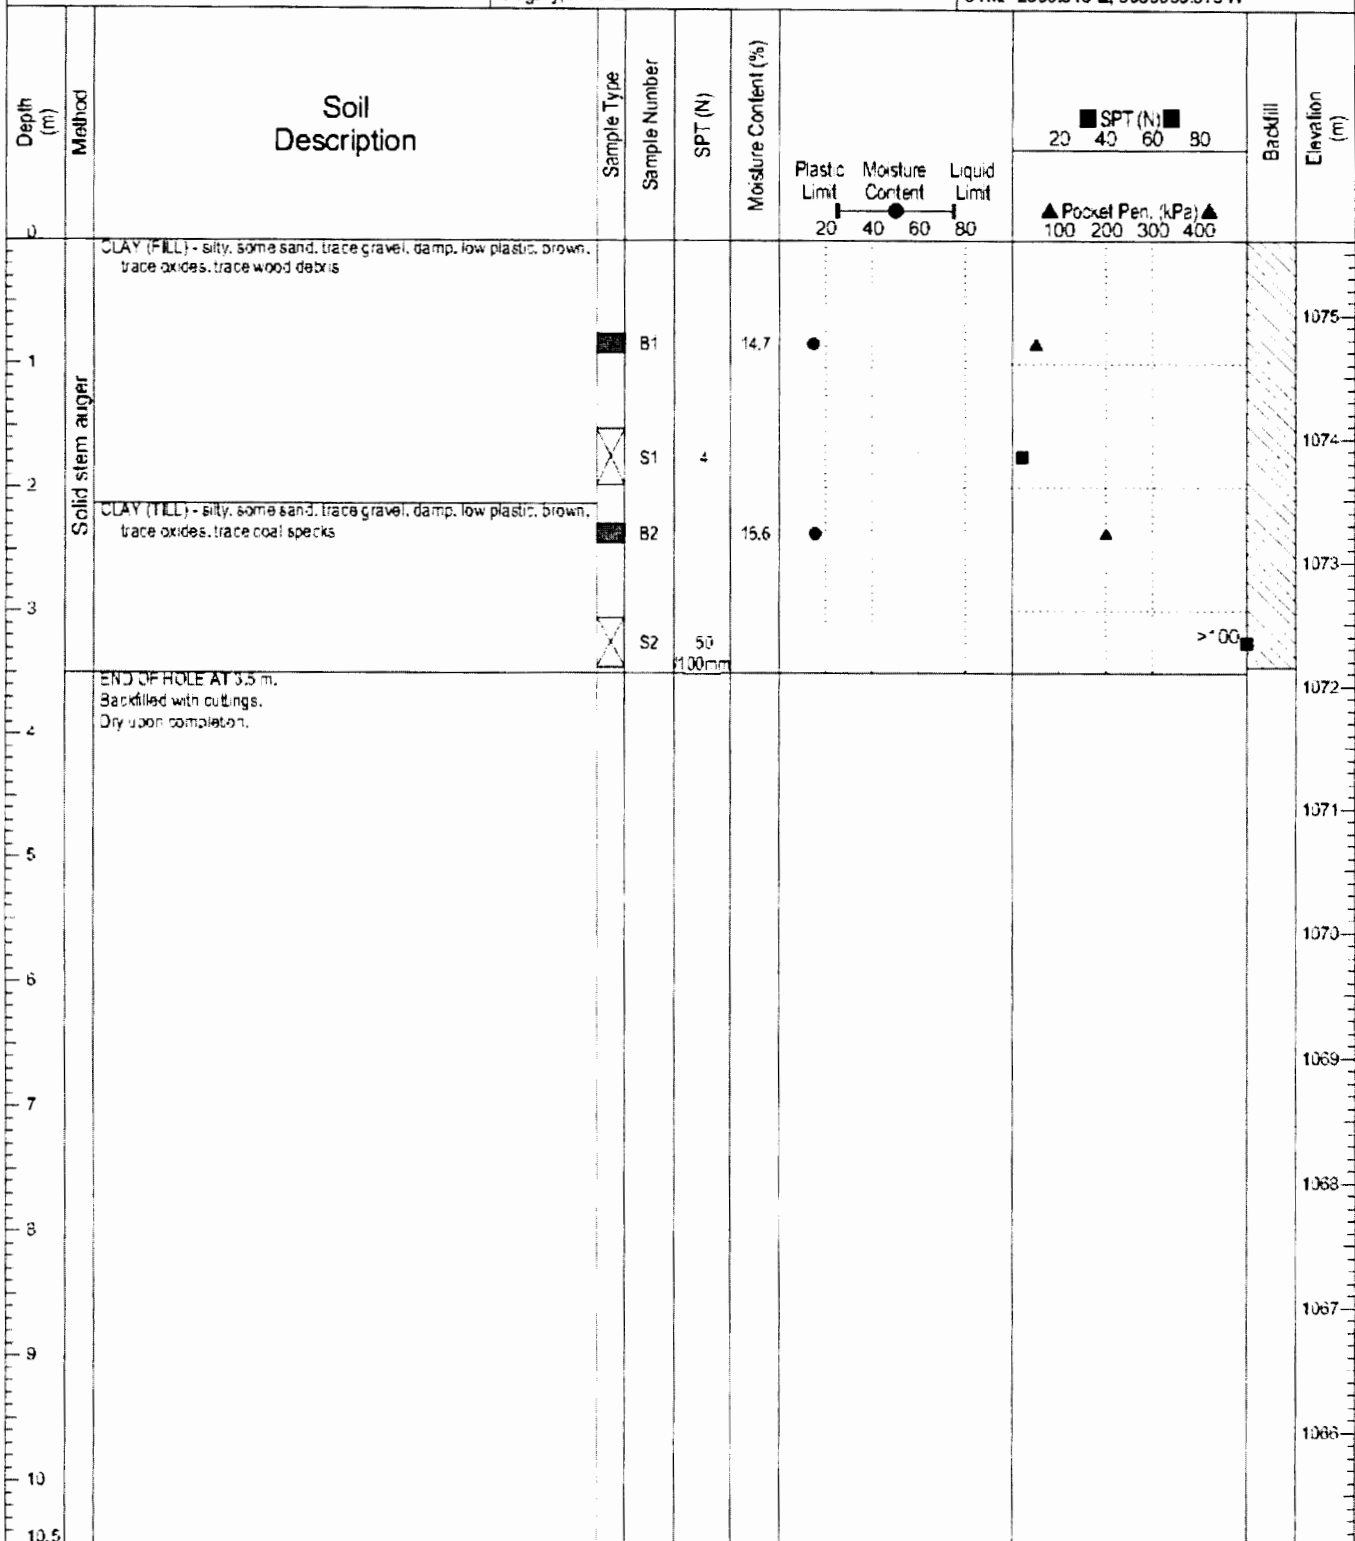 Depth
(m)
Method
Soil
Description
Sample Type
Sample Number
SPT (N)
Moisture Content (%)
Plastic
Limit
Moisture
Content
Liquid
Limit
20 40 60 80
■ SPT (N) ■
20 40 60 80
▲ Pocket Pen. (kPa) ▲
100 200 300 400
Backfill
Elevation
(m)
0
Solid stem auger
CLAY (FILL) - silty, some sand, trace gravel, damp, low plastic, brown,
trace oxides, trace wood debris
B1 14.7
1075
1
S1 4
1074
2
CLAY (TILL) - silty, some sand, trace gravel, damp, low plastic, brown,
trace oxides, trace coal specks
B2 15.6
1073
3
S2 50
/100mm
>100
END OF HOLE AT 3.5 m.
Backfilled with cuttings.
Dry upon completion.
1072
4
1071
5
1070
6
1069
7
1068
8
1067
9
1066
10
10.5